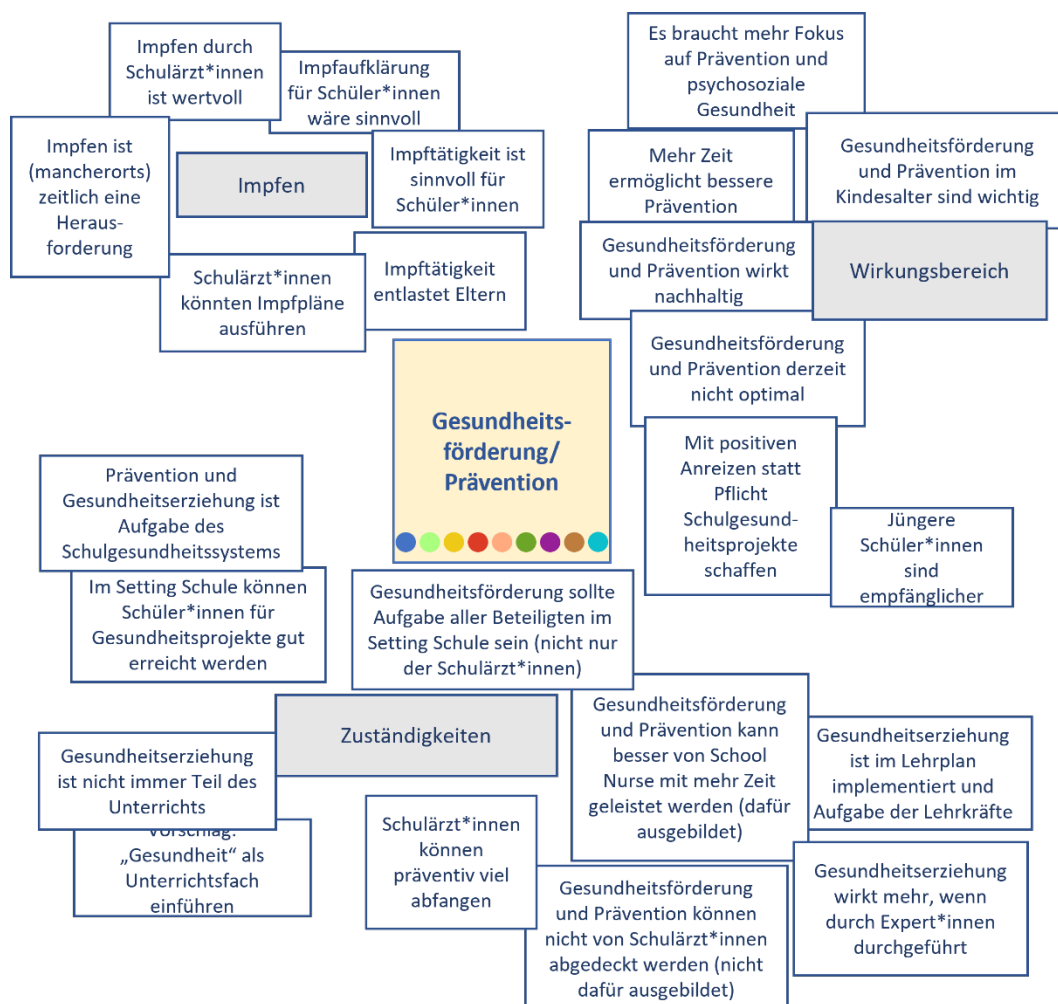 Impfen durch
Schulärzt*innen
ist wertvoll
Impfaufklärung
für Schüler*innen
wäre sinnvoll
Impfen ist
(mancherorts)
zeitlich eine
Heraus-
forderung
Impfen
Impftätigkeit ist
sinnvoll für
Schüler*innen
Schulärzt*innen
könnten Impfpläne
ausführen
Impftätigkeit
entlastet Eltern
Es braucht mehr Fokus
auf Prävention und
psychosoziale
Gesundheit
Mehr Zeit
ermöglicht bessere
Prävention
Gesundheitsförderung
und Prävention im
Kindesalter sind wichtig
Gesundheitsförderung
und Prävention wirkt
nachhaltig
Wirkungsbereich
Gesundheitsförderung
und Prävention derzeit
nicht optimal
Mit positiven
Anreizen statt
Pflicht
Schulgesund-
heitsprojekte
schaffen
Jüngere
Schüler*innen
sind
empfänglicher
Gesundheits-
förderung/
Prävention
Prävention und
Gesundheitserziehung ist
Aufgabe des
Schulgesundheitssystems
Im Setting Schule können
Schüler*innen für
Gesundheitsprojekte gut
erreicht werden
Gesundheitsförderung sollte
Aufgabe aller Beteiligten im
Setting Schule sein (nicht nur
der Schulärzt*innen)
Zuständigkeiten
Gesundheitserziehung
ist nicht immer Teil des
Unterrichts
Vorschlag:
„Gesundheit“ als
Unterrichtsfach
einführen
Schulärzt*innen
können
präventiv viel
abfangen
Gesundheitsförderung
und Prävention kann
besser von School
Nurse mit mehr Zeit
geleistet werden (dafür
ausgebildet)
Gesundheitserziehung
ist im Lehrplan
implementiert und
Aufgabe der Lehrkräfte
Gesundheitsförderung
und Prävention können
nicht von Schulärzt*innen
abgedeckt werden (nicht
dafür ausgebildet)
Gesundheitserziehung
wirkt mehr, wenn
durch Expert*innen
durchgeführt